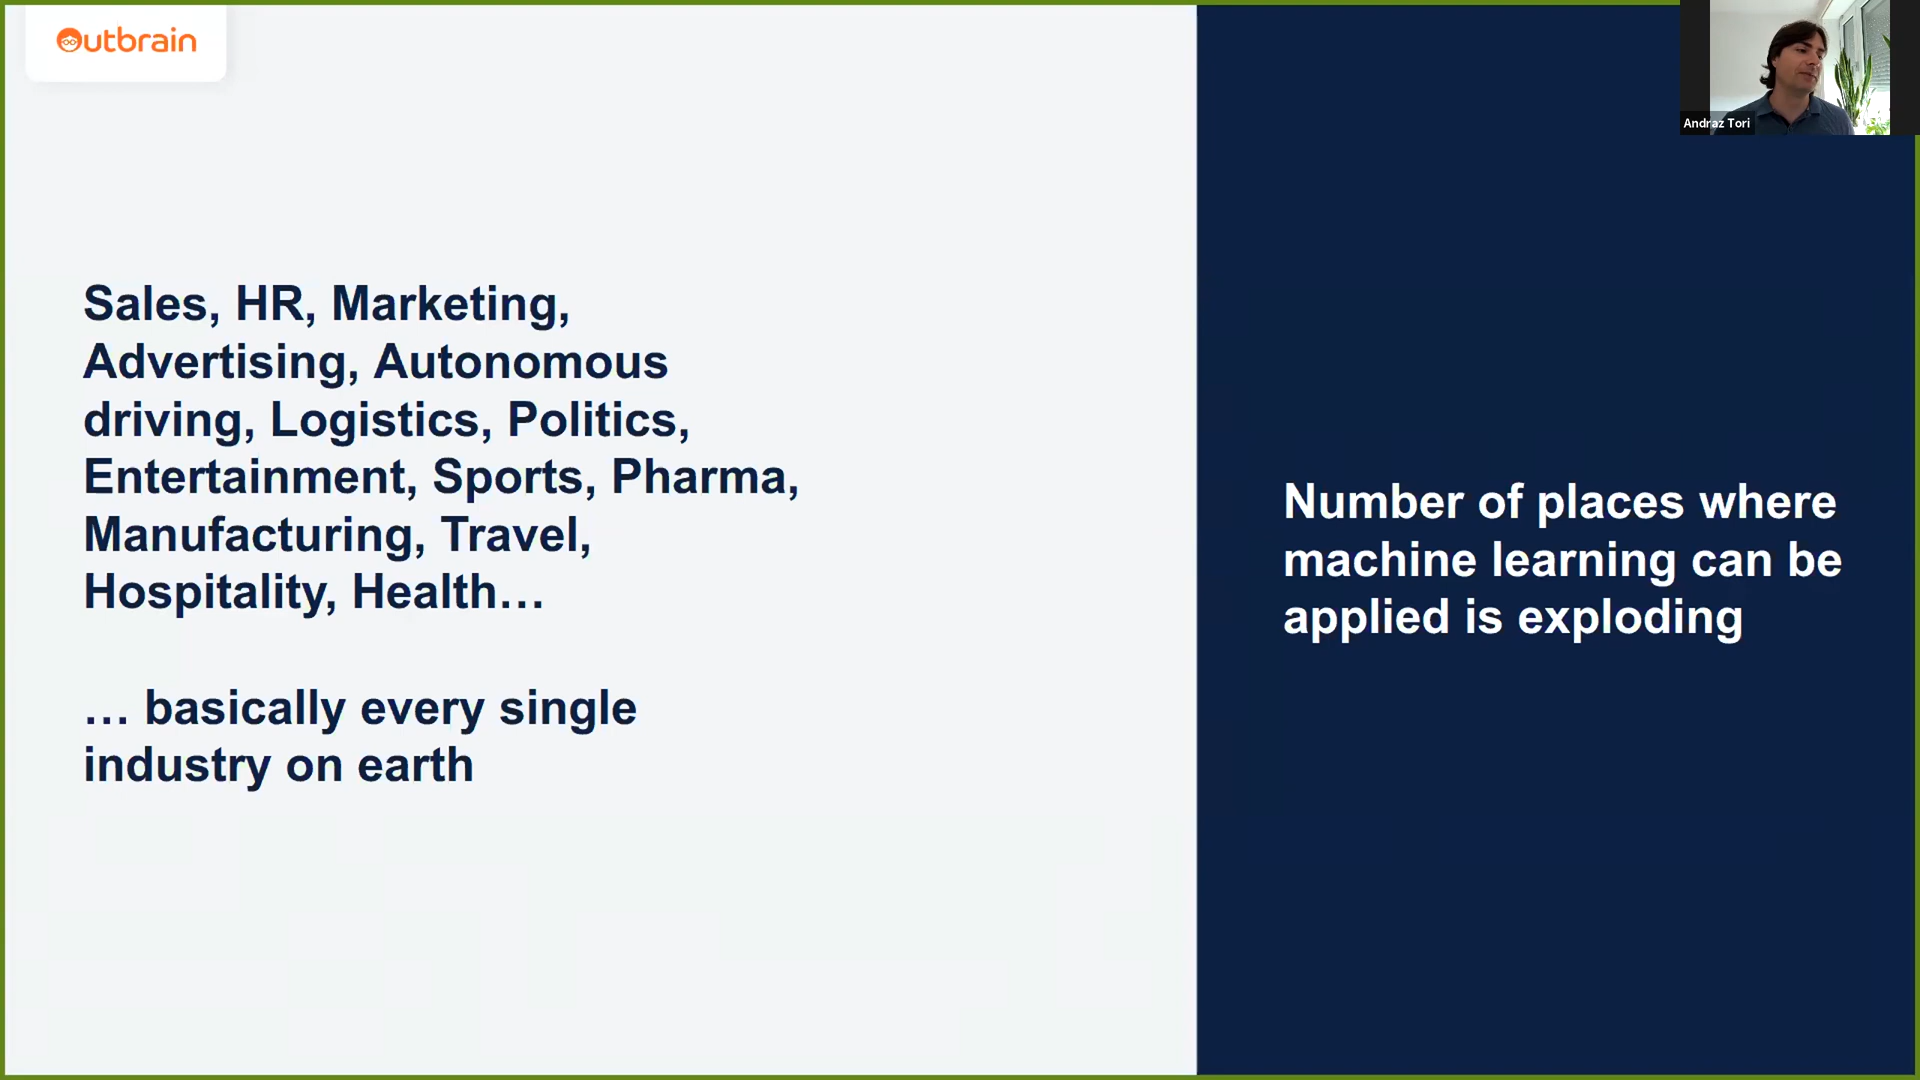 Outbrain
Andraz Tori
Sales, HR, Marketing,
Advertising, Autonomous
driving, Logistics, Politics,
Entertainment, Sports, Pharma,
Manufacturing, Travel,
Hospitality, Health…
… basically every single
industry on earth
Number of places where
machine learning can be
applied is exploding